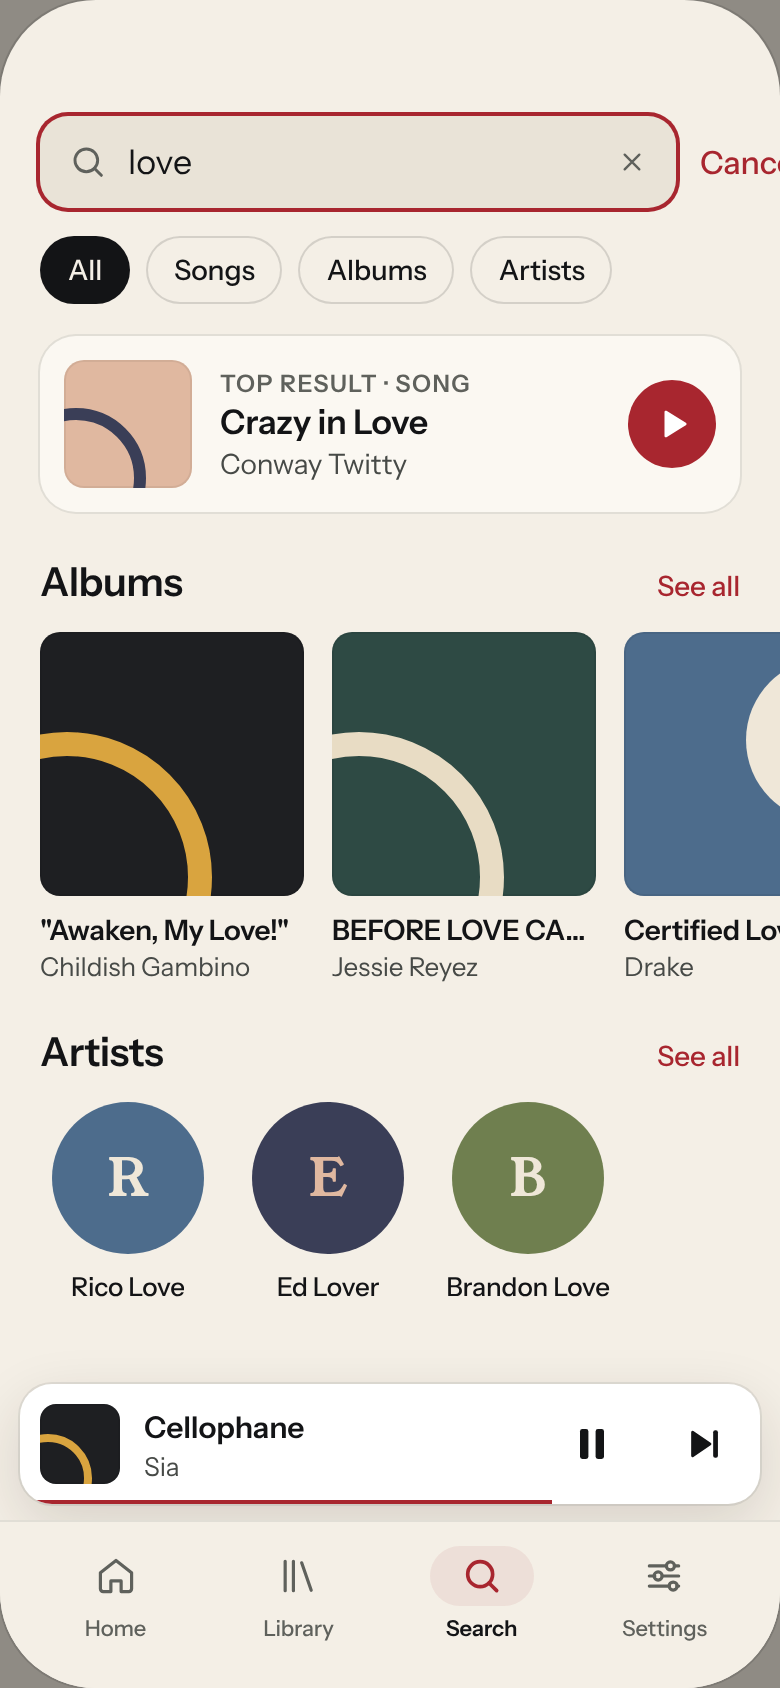 love
Canc
All
Songs
Albums
Artists
TOP RESULT · SONG
Crazy in Love
Conway Twitty
Albums
See all
"Awaken, My Love!"
Childish Gambino
BEFORE LOVE CA...
Jessie Reyez
Certified Lov
Drake
Artists
See all
R
E
B
Rico Love
Ed Lover
Brandon Love
Cellophane
Sia
Home
Library
Search
Settings